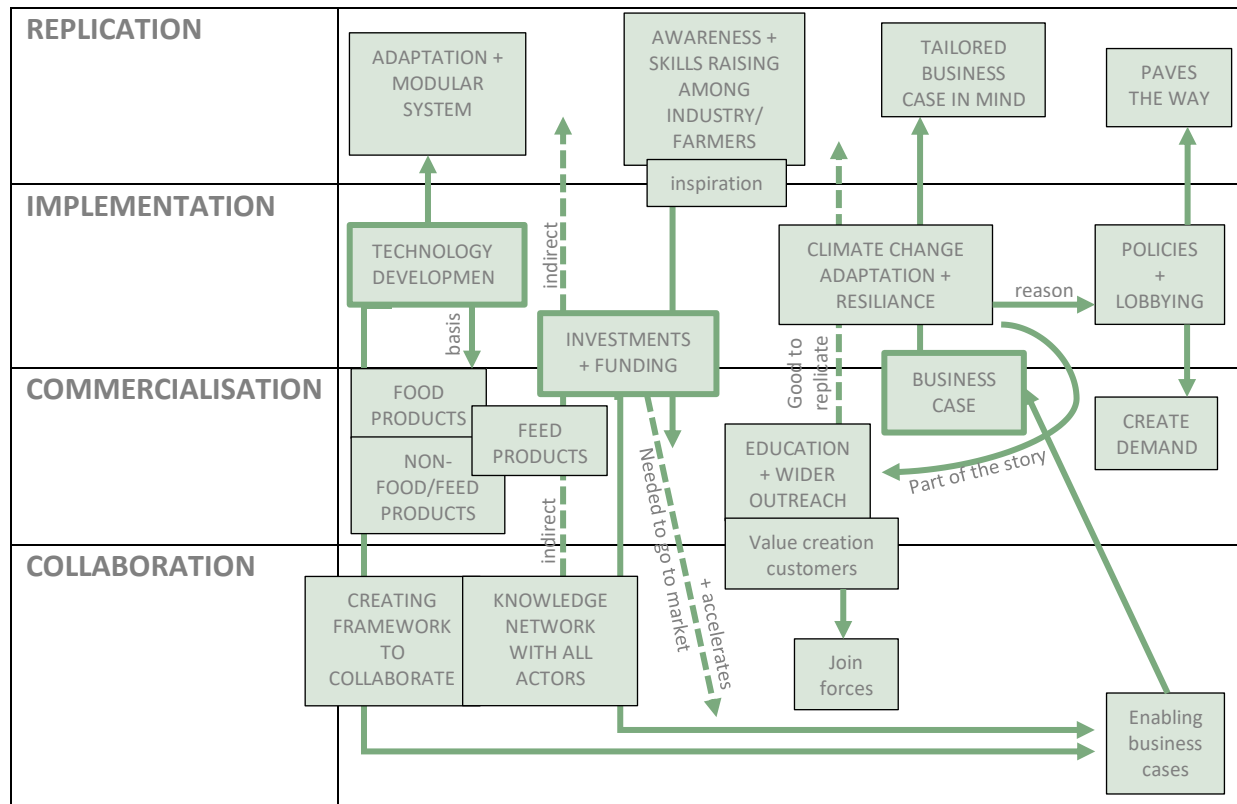 REPLICATION
ADAPTATION +
MODULAR
SYSTEM
AWARENESS +
SKILLS RAISING
AMONG
INDUSTRY/
FARMERS
inspiration
TAILORED
BUSINESS
CASE IN MIND
PAVES
THE WAY
IMPLEMENTATION
TECHNOLOGY
DEVELOPMEN
basis
indirect
INVESTMENTS
+ FUNDING
CLIMATE CHANGE
ADAPTATION +
RESILIANCE
reason
POLICIES
+
LOBBYING
Good to
replicate
COMMERCIALISATION
FOOD
PRODUCTS
FEED
PRODUCTS
NON-
FOOD/FEED
PRODUCTS
indirect
Needed to go to market
+ accelerates
EDUCATION
+ WIDER
OUTREACH
Value creation
customers
BUSINESS
CASE
Part of the story
CREATE
DEMAND
COLLABORATION
CREATING
FRAMEWORK
TO
COLLABORATE
KNOWLEDGE
NETWORK
WITH ALL
ACTORS
Join
forces
Enabling
business
cases